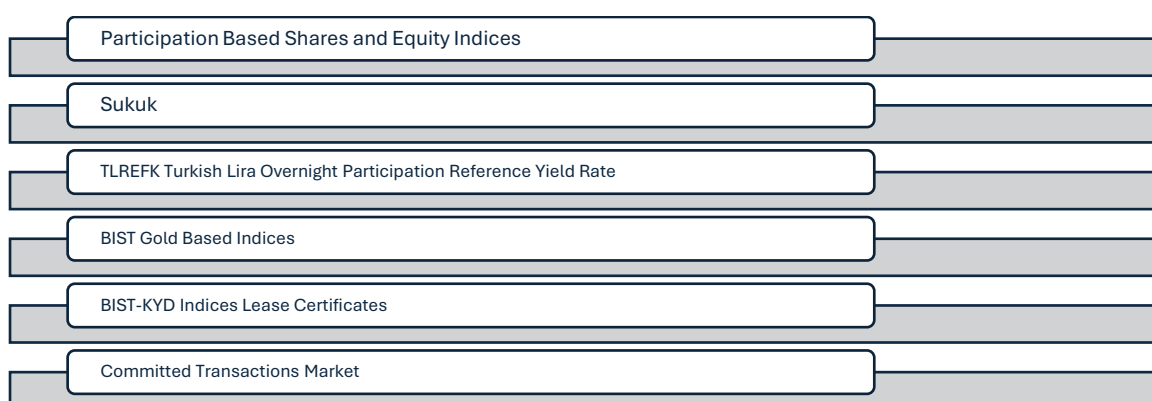 Participation Based Shares and Equity Indices
Sukuk
TLREFK Turkish Lira Overnight Participation Reference Yield Rate
BIST Gold Based Indices
BIST-KYD Indices Lease Certificates
Committed Transactions Market